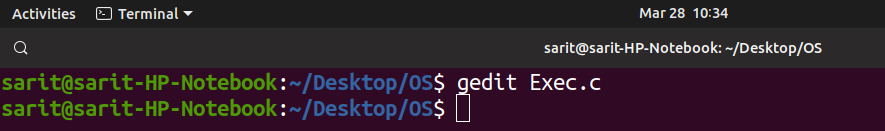 Activities Terminal Mar 28 10:34
sarit@sarit-HP-Notebook: ~/Desktop/OS
sarit@sarit-HP-Notebook:~/Desktop/OS$ gedit Exec.c
sarit@sarit-HP-Notebook:~/Desktop/OS$